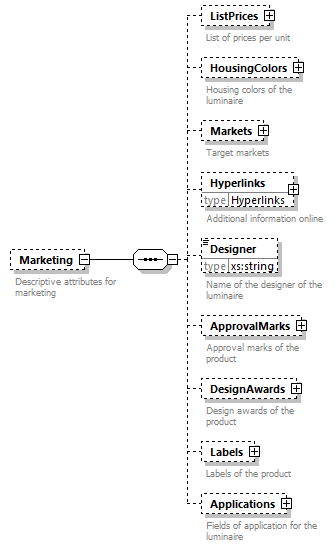 ListPrices
List of prices per unit
HousingColors
Housing colors of the
luminaire
Markets
Target markets
Hyperlinks
type Hyperlinks
Additional information online
Designer
type xs:string
Name of the designer of the
luminaire
Marketing
Descriptive attributes for
marketing
ApprovalMarks
Approval marks of the
product
DesignAwards
Design awards of the
product
Labels
Labels of the product
Applications
Fields of application for the
luminaire